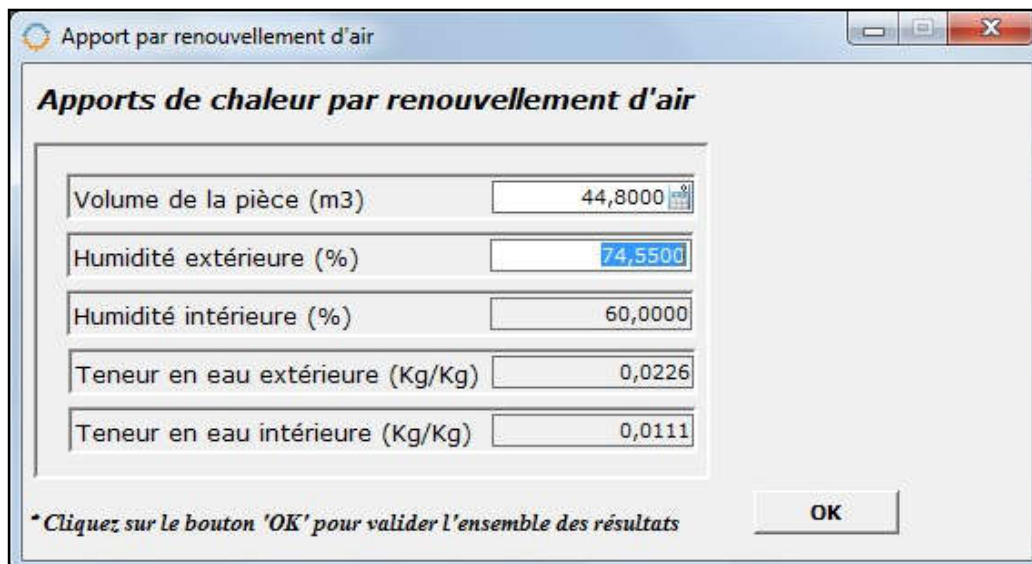 Apport par renouvellement d'air
Apports de chaleur par renouvellement d'air
Volume de la pièce (m3) 44,8000
Humidité extérieure (%) 74,5500
Humidité intérieure (%) 60,0000
Teneur en eau extérieure (Kg/Kg) 0,0226
Teneur en eau intérieure (Kg/Kg) 0,0111
* Cliquez sur le bouton 'OK' pour valider l'ensemble des résultats
OK